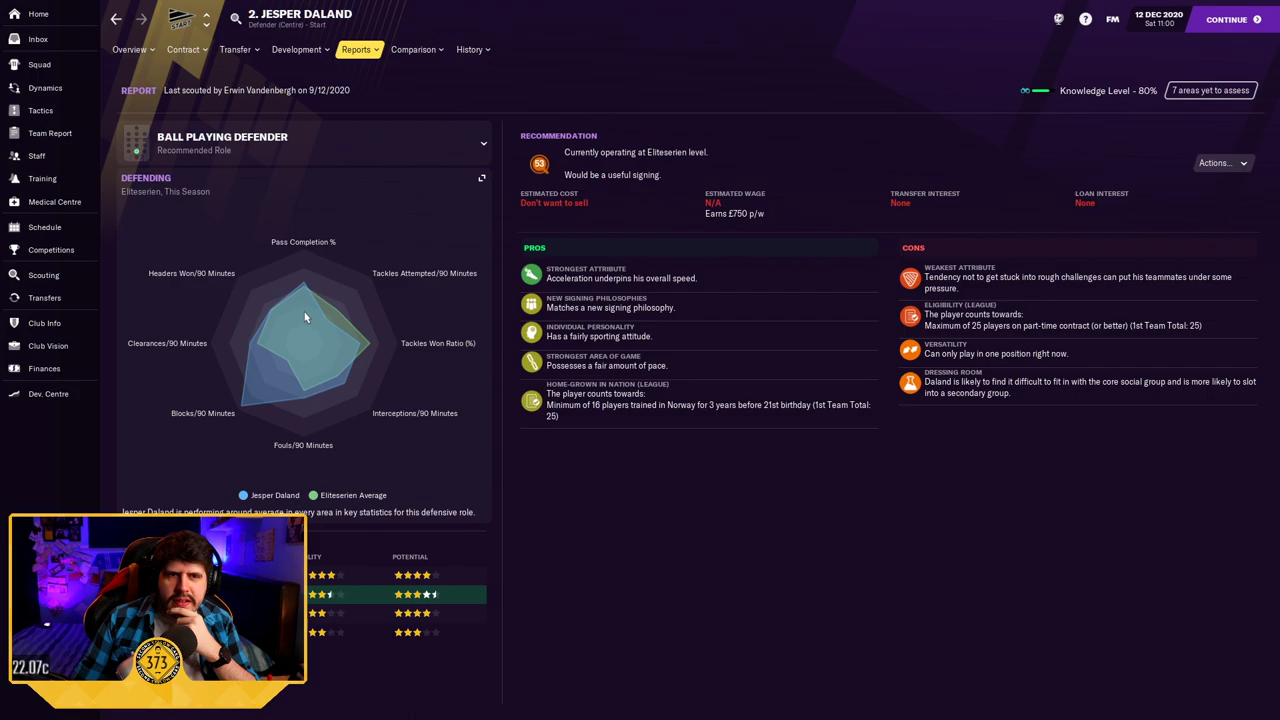 Home
Inbox
Squad
Dynamics
Tactics
Team Report
Staff
Training
Medical Centre
Schedule
Competitions
Scouting
Transfers
Club Info
Club Vision
Finances
Dev. Centre
START
2. JESPER DALAND
Defender (Centre) - Start
FM
12 DEC 2020
Sat 11:00
CONTINUE
Overview
Contract
Transfer
Development
Reports
Comparison
History
REPORT
Last scouted by Erwin Vandenbergh on 9/12/2020
Knowledge Level - 80%
7 areas yet to assess
BALL PLAYING DEFENDER
Recommended Role
DEFENDING
Eliteserien, This Season
Pass Completion %
Headers Won/90 Minutes
Tackles Attempted/90 Minutes
Clearances/90 Minutes
Tackles Won Ratio (%)
Blocks/90 Minutes
Interceptions/90 Minutes
Fouls/90 Minutes
Jesper Daland
Eliteserien Average
Jesper Daland is performing around average in every area in key statistics for this defensive role.
POTENTIAL
RECOMMENDATION
53
Currently operating at Eliteserien level.
Would be a useful signing.
Actions...
ESTIMATED COST
Don't want to sell
ESTIMATED WAGE
N/A
Earns £750 p/w
TRANSFER INTEREST
None
LOAN INTEREST
None
PROS
STRONGEST ATTRIBUTE
Acceleration underpins his overall speed.
NEW SIGNING PHILOSOPHIES
Matches a new signing philosophy.
INDIVIDUAL PERSONALITY
Has a fairly sporting attitude.
STRONGEST AREA OF GAME
Possesses a fair amount of pace.
HOME-GROWN IN NATION (LEAGUE)
The player counts towards:
Minimum of 16 players trained in Norway for 3 years before 21st birthday (1st Team Total:
25)
CONS
WEAKEST ATTRIBUTE
Tendency not to get stuck into rough challenges can put his teammates under some
pressure.
ELIGIBILITY (LEAGUE)
The player counts towards:
Maximum of 25 players on part-time contract (or better) (1st Team Total: 25)
VERSATILITY
Can only play in one position right now.
DRESSING ROOM
Daland is likely to find it difficult to fit in with the core social group and is more likely to slot
into a secondary group.
373
22.07c